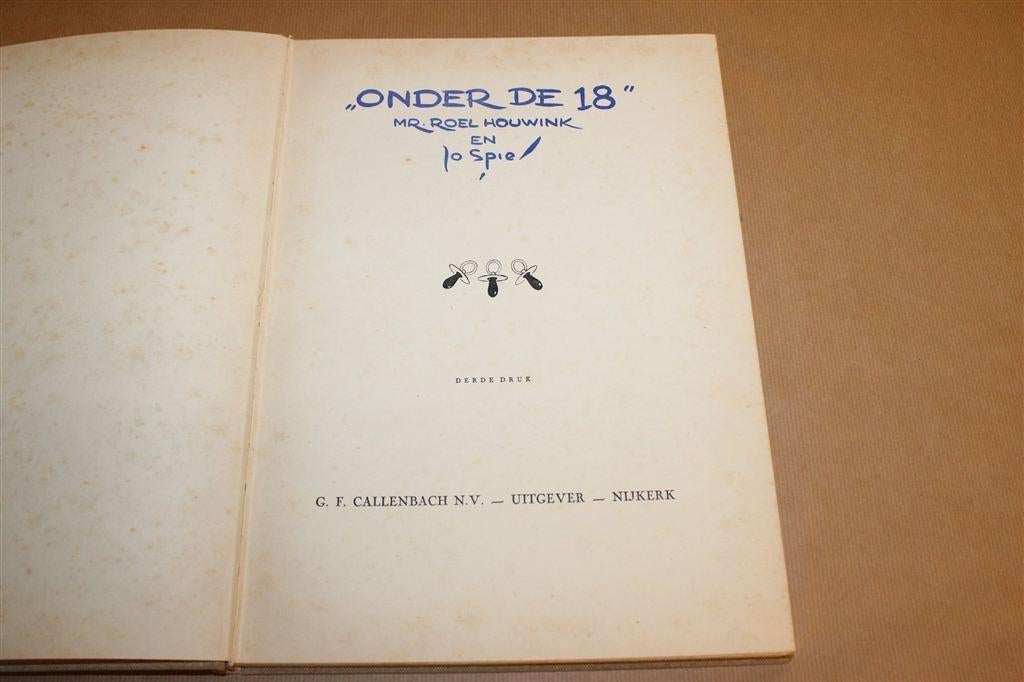 „ONDER DE 18"
MR. ROEL HOUWINK
EN
Jo Spier
DERDE DRUK
G. F. CALLENBACH N.V. — UITGEVER — NIJKERK